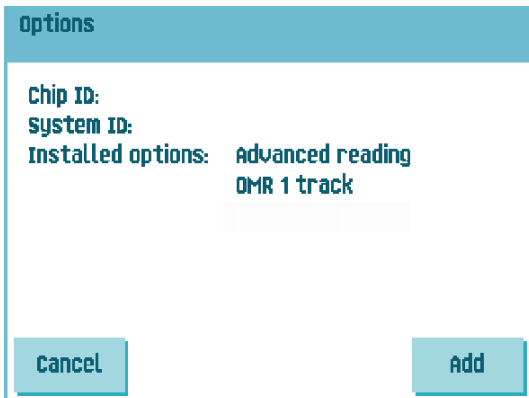 Options
Chip ID:
System ID:
Installed options: Advanced reading
OMR 1 track
Cancel Add